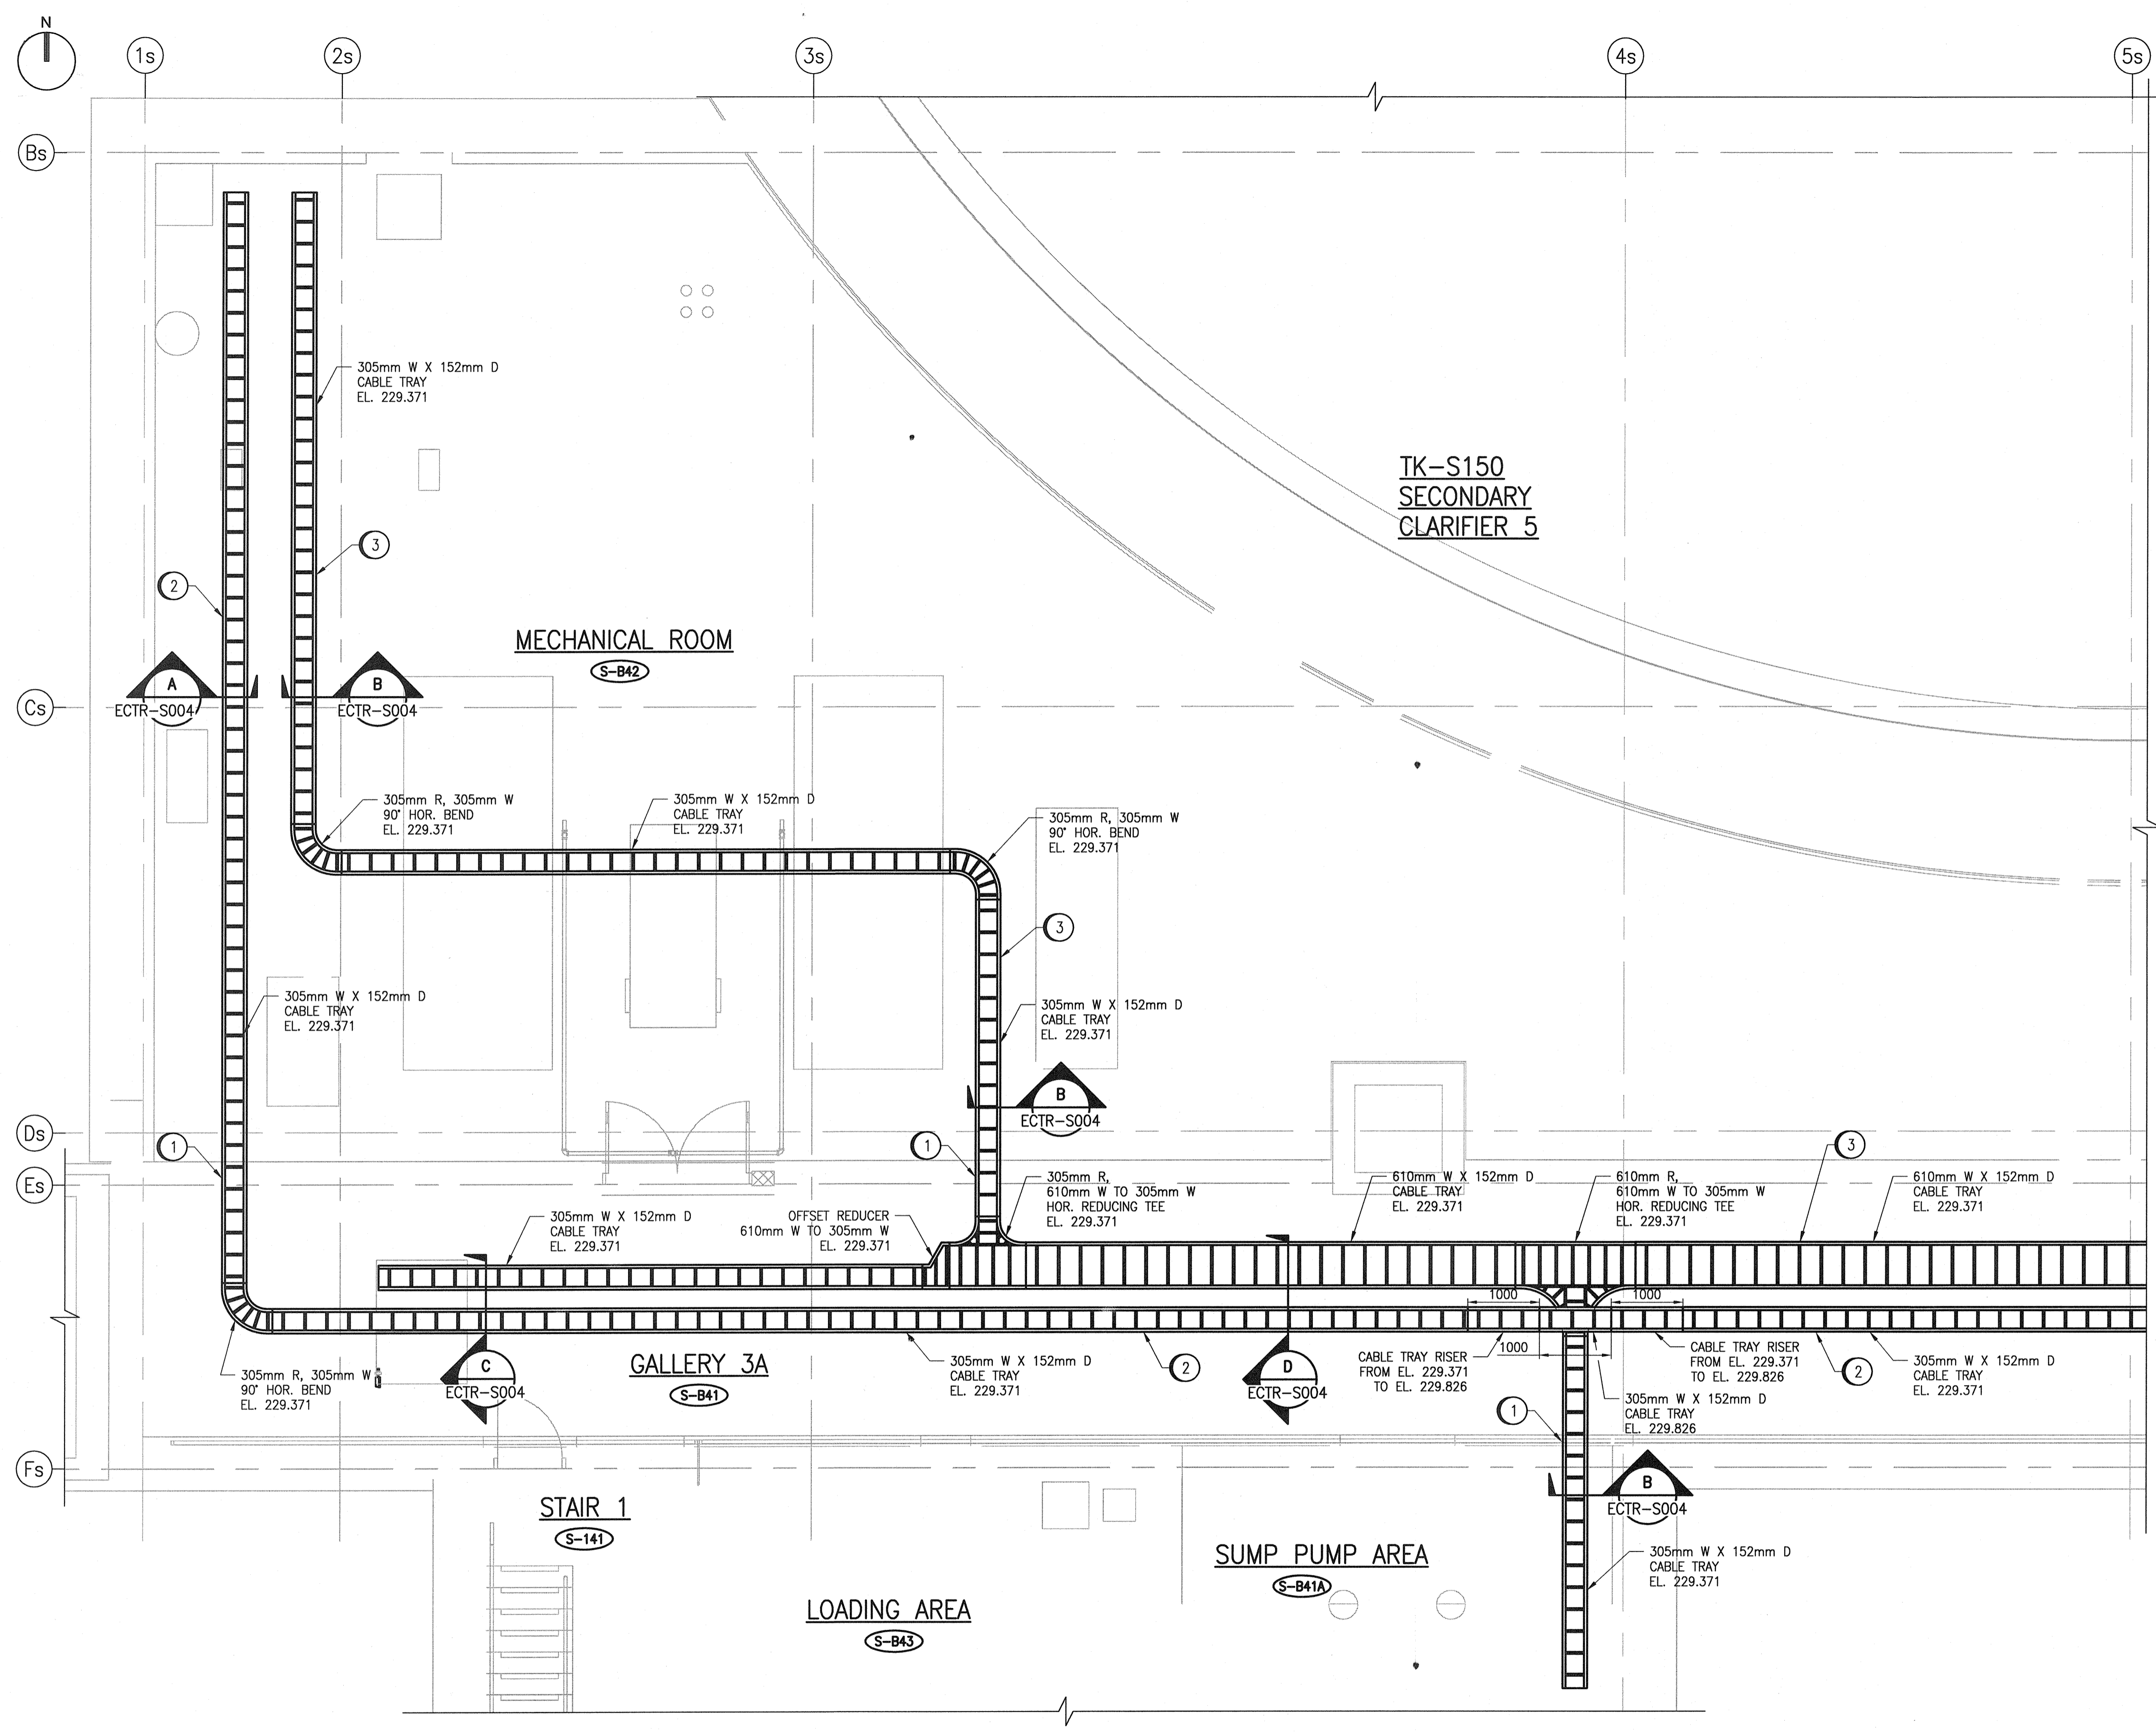 N
1s
2s
3s
4s
5s
Bs
305mm W X 152mm D
CABLE TRAY
EL. 229.371
TK-S150
SECONDARY
CLARIFIER 5
3
2
MECHANICAL ROOM
S-B42
A
ECTR-S004
B
ECTR-S004
Cs
305mm R, 305mm W
90° HOR. BEND
EL. 229.371
305mm W X 152mm D
CABLE TRAY
EL. 229.371
305mm R, 305mm W
90° HOR. BEND
EL. 229.371
3
305mm W X 152mm D
CABLE TRAY
EL. 229.371
305mm W X 152mm D
CABLE TRAY
EL. 229.371
B
ECTR-S004
Ds
1
1
3
Es
305mm R,
610mm W TO 305mm W
HOR. REDUCING TEE
EL. 229.371
610mm W X 152mm D
CABLE TRAY
EL. 229.371
610mm R,
610mm W TO 305mm W
HOR. REDUCING TEE
EL. 229.371
610mm W X 152mm D
CABLE TRAY
EL. 229.371
305mm W X 152mm D
CABLE TRAY
EL. 229.371
OFFSET REDUCER
610mm W TO 305mm W
EL. 229.371
1000
1000
1000
305mm R, 305mm W
90° HOR. BEND
EL. 229.371
C
ECTR-S004
GALLERY 3A
S-B41
305mm W X 152mm D
CABLE TRAY
EL. 229.371
2
D
ECTR-S004
CABLE TRAY RISER
FROM EL. 229.371
TO EL. 229.826
CABLE TRAY RISER
FROM EL. 229.371
TO EL. 229.826
2
305mm W X 152mm D
CABLE TRAY
EL. 229.371
305mm W X 152mm D
CABLE TRAY
EL. 229.826
1
Fs
B
ECTR-S004
STAIR 1
S-141
SUMP PUMP AREA
S-B41A
305mm W X 152mm D
CABLE TRAY
EL. 229.371
LOADING AREA
S-B43